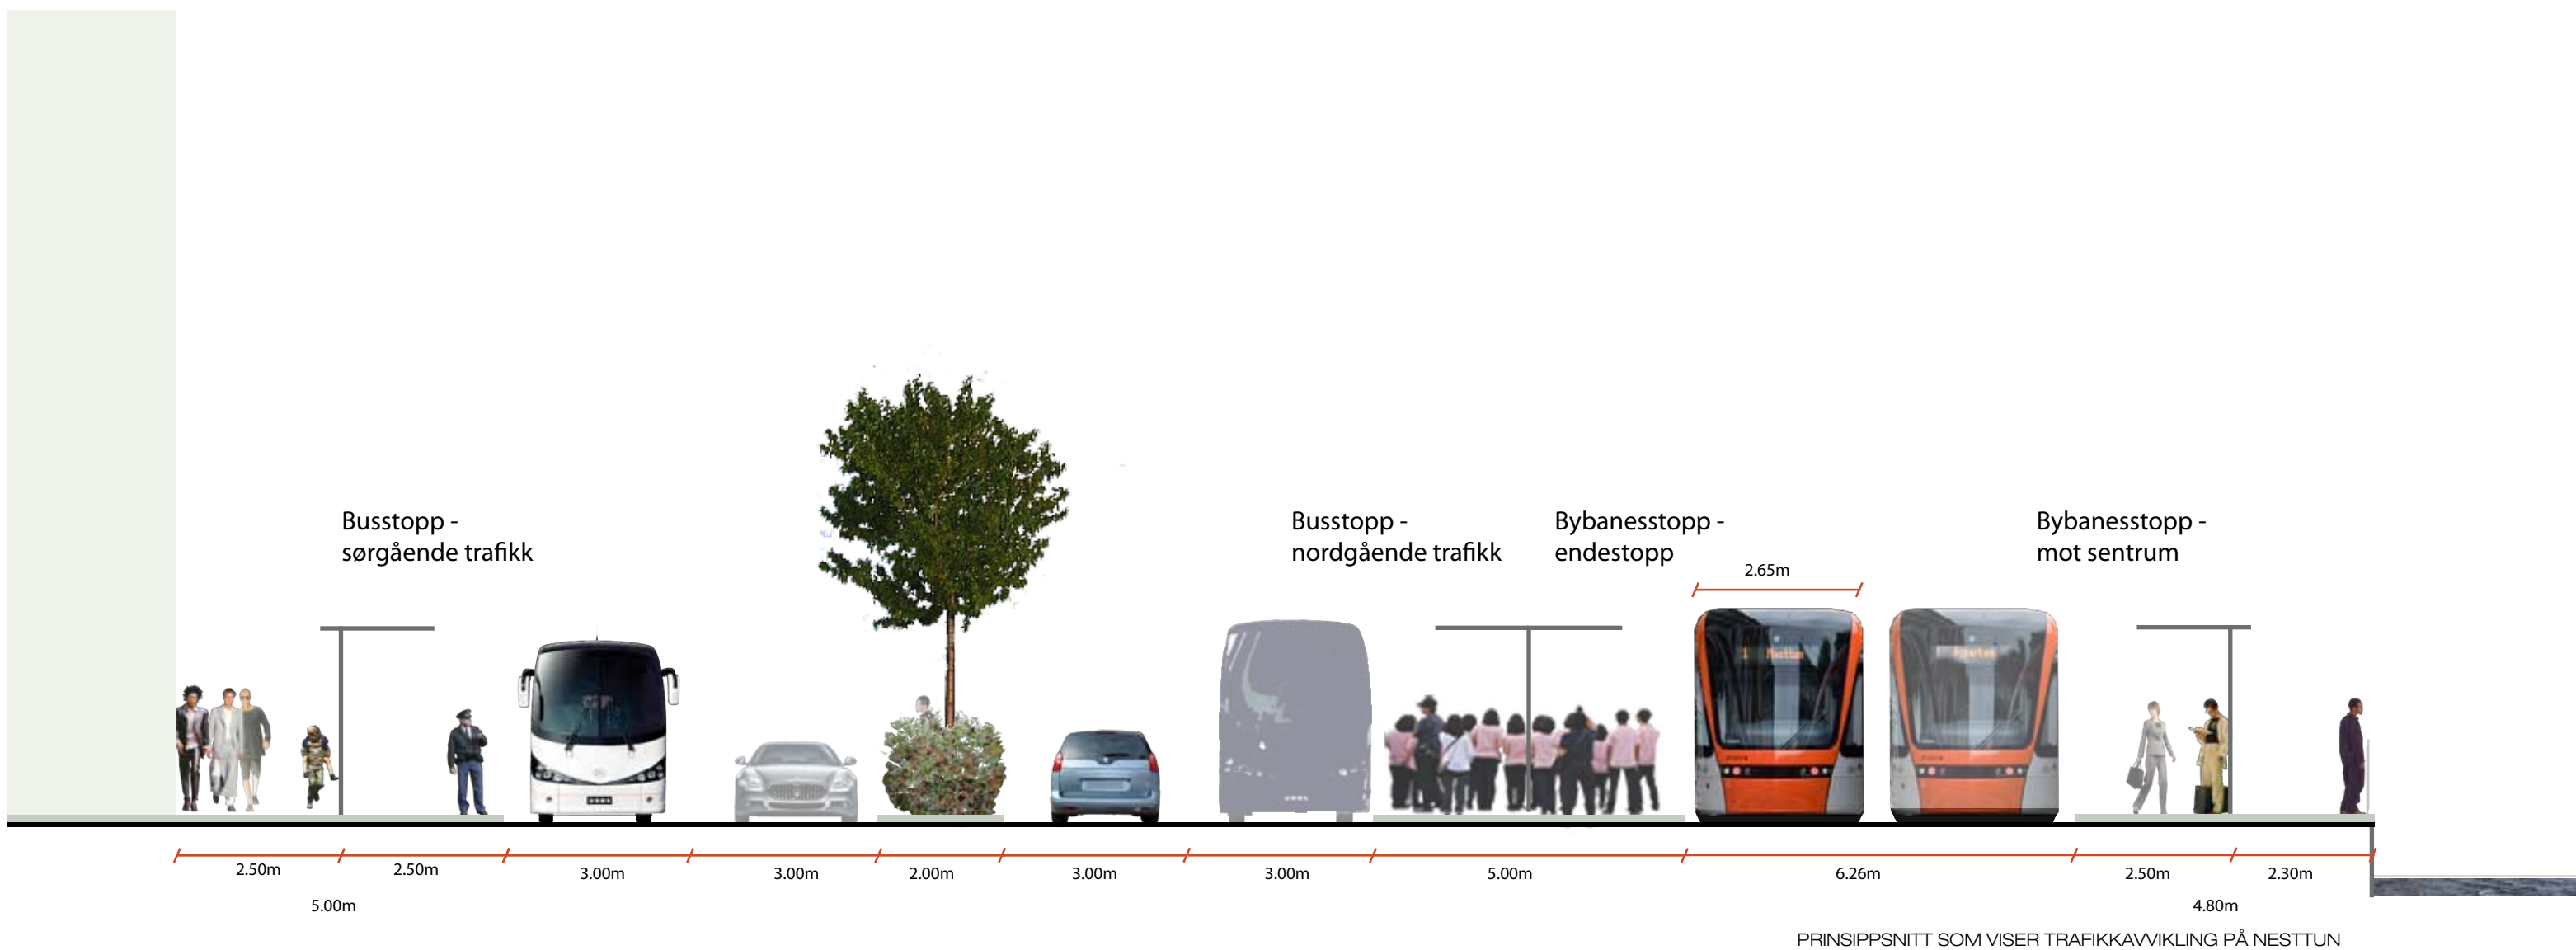 Busstopp -
sørgående trafikk
Busstopp -
nordgående trafikk
Bybanesstopp -
endestopp
Bybanesstopp -
mot sentrum
2.65m
1 Nesttun
2.50m
2.50m
3.00m
3.00m
2.00m
3.00m
3.00m
5.00m
6.26m
2.50m
2.30m
5.00m
4.80m
PRINSIPPSNITT SOM VISER TRAFIKKAVVIKLING PÅ NESTTUN